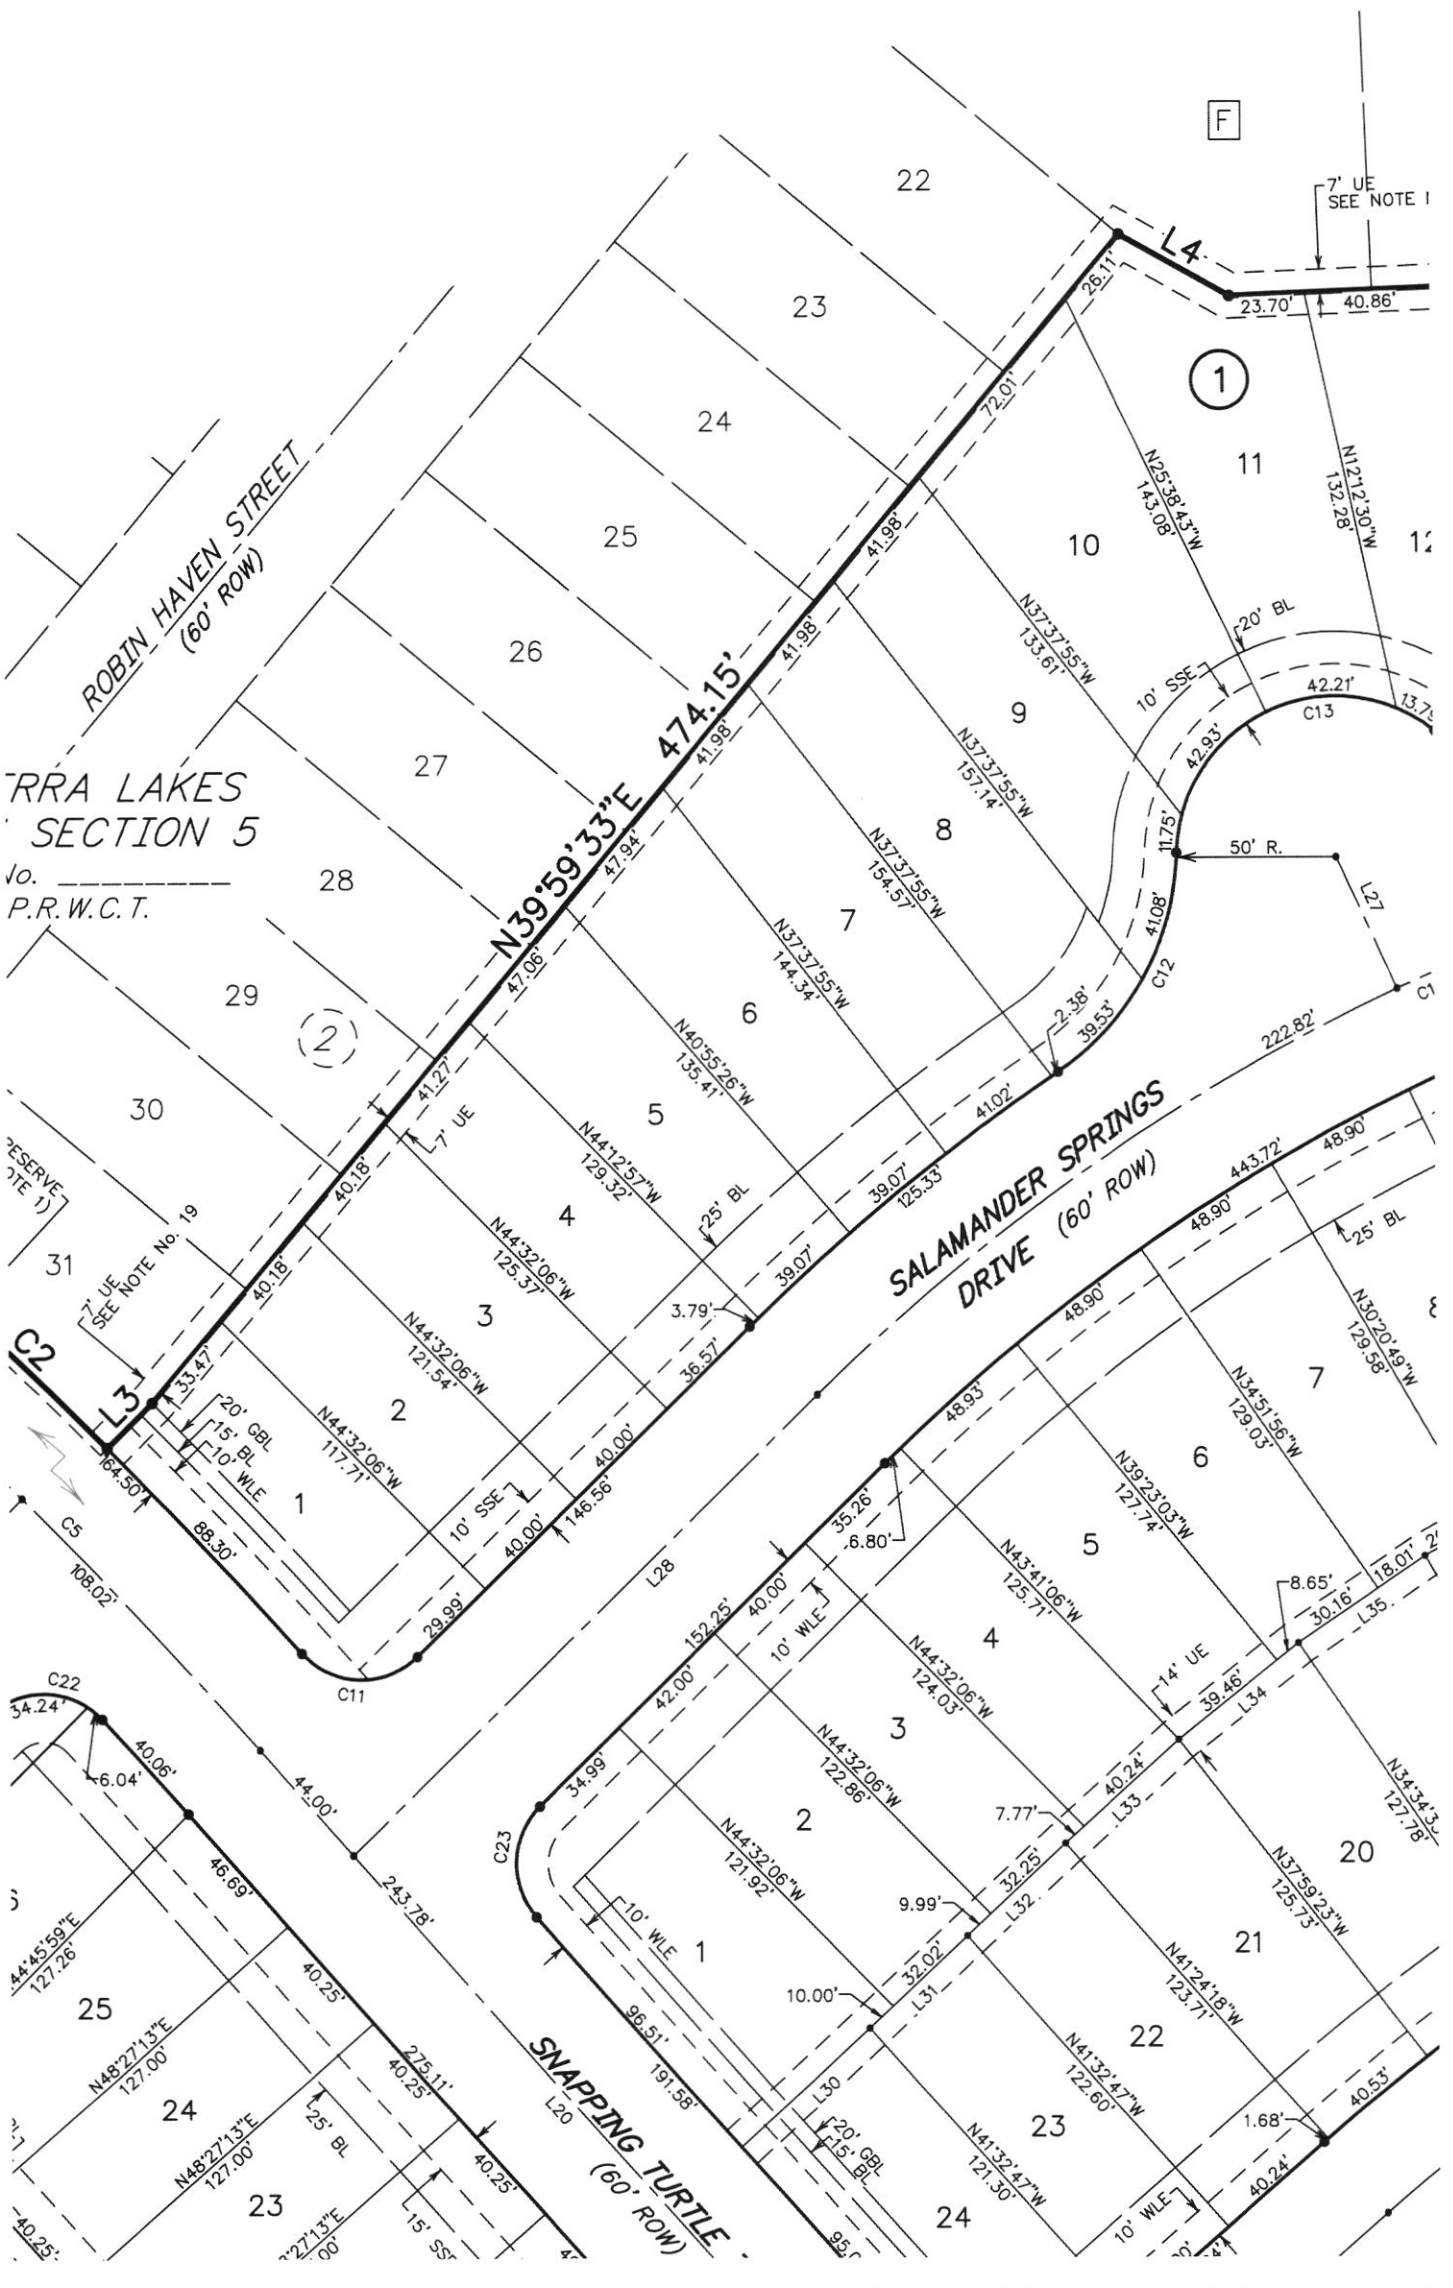 22
F
7' UE
SEE NOTE 1
L4
26.11'
23.70'
40.86'
23
1
72.01'
24
11
N25°38'43"W
143.08'
N12°12'30"W
132.28'
10
ROBIN HAVEN STREET
(60' ROW)
25
41.98'
N37°37'55"W
133.61'
20' BL
26
41.98'
10' SSE
42.21'
C13
474.15'
41.98'
9
42.93'
N37°37'55"W
157.14'
27
RRA LAKES
SECTION 5
No.
P.R.W.C.T.
N39°59'33"E
47.94'
8
11.75'
50' R.
N37°37'55"W
154.57'
28
7
41.08'
L27
47.06'
N37°37'55"W
144.34'
C12
29
2
6
2.38'
39.53'
222.82'
N40°55'26"W
135.41'
41.27'
30
7' UE
5
41.02'
N44°12'57"W
129.32'
SALAMANDER SPRINGS
DRIVE (60' ROW)
443.72'
48.90'
40.18'
39.07'
125.33'
25' BL
4
48.90'
25' BL
31
7' UE
SEE NOTE No. 19
40.18'
N44°32'06"W
125.37'
39.07'
3
3.79'
48.90'
N30°20'49"W
129.58'
C2
33.47'
N44°32'06"W
121.54'
36.57'
7
L3
20' GBL
15' BL
10' WLE
2
N44°32'06"W
117.71'
48.93'
N34°51'56"W
129.03'
40.00'
N39°23'03"W
127.74'
6
164.50'
1
146.56'
10' SSE
35.26'
6.80'
C5
88.30'
40.00'
N43°41'06"W
125.71'
5
108.02'
L28
40.00'
8.65'
18.01'
30.16'
L35
29.99'
152.25'
10' WLE
4
14' UE
C11
42.00'
N44°32'06"W
124.03'
39.46'
L34
C22
34.24'
40.06'
6.04'
3
34.99'
N44°32'06"W
122.86'
40.24'
L33
44.00'
7.77'
2
N34°34'33
127.78'
C23
N44°32'06"W
121.92'
32.25'
L32
20
46.69'
243.78'
9.99'
N37°59'23"W
125.73'
44°45'59"E
127.26'
10' WLE
1
32.02'
L31
21
10.00'
N41°24'18"W
123.71'
25
40.25'
96.51'
191.58'
22
N48°27'13"E
127.00'
275.11'
40.25'
SNAPPING TURTLE
L20
(60' ROW)
L30
N41°32'47"W
122.60'
40.53'
24
25' BL
23
1.68'
20' GBL
15' BL
N48°27'13"E
127.00'
40.25'
N41°32'47"W
121.30'
40.24'
23
24
10' WLE
15' SSE
40.25'
27'13"E